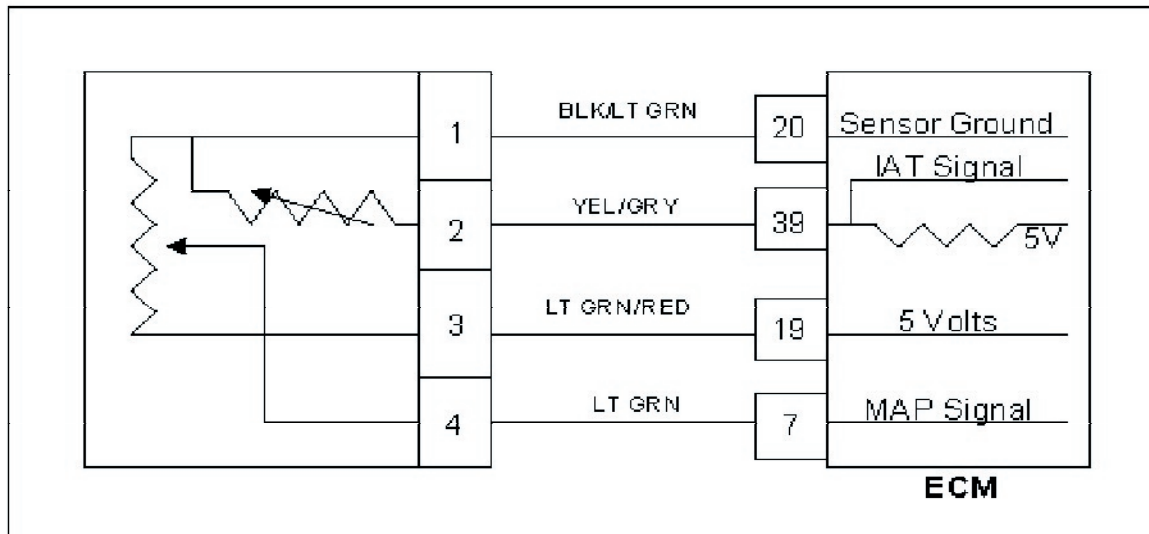 1 BLK/LT GRN 20 Sensor Ground
IAT Signal
2 YEL/GRY 39 5V
3 LT GRN/RED 19 5 Volts
4 LT GRN 7 MAP Signal
ECM